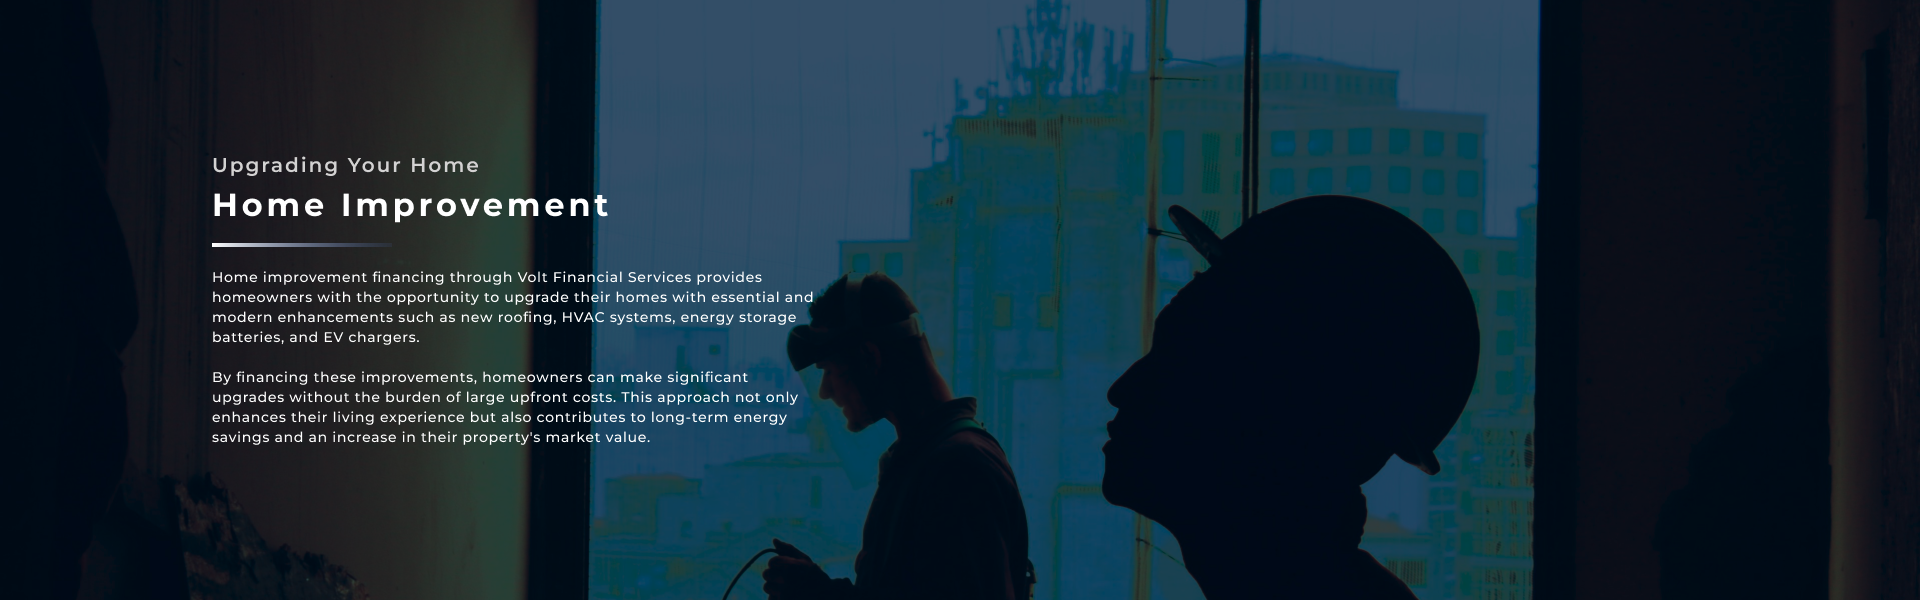 Upgrading Your Home
Home Improvement
Home improvement financing through Volt Financial Services provides
homeowners with the opportunity to upgrade their homes with essential and
modern enhancements such as new roofing, HVAC systems, energy storage
batteries, and EV chargers.
By financing these improvements, homeowners can make significant
upgrades without the burden of large upfront costs. This approach not only
enhances their living experience but also contributes to long-term energy
savings and an increase in their property's market value.